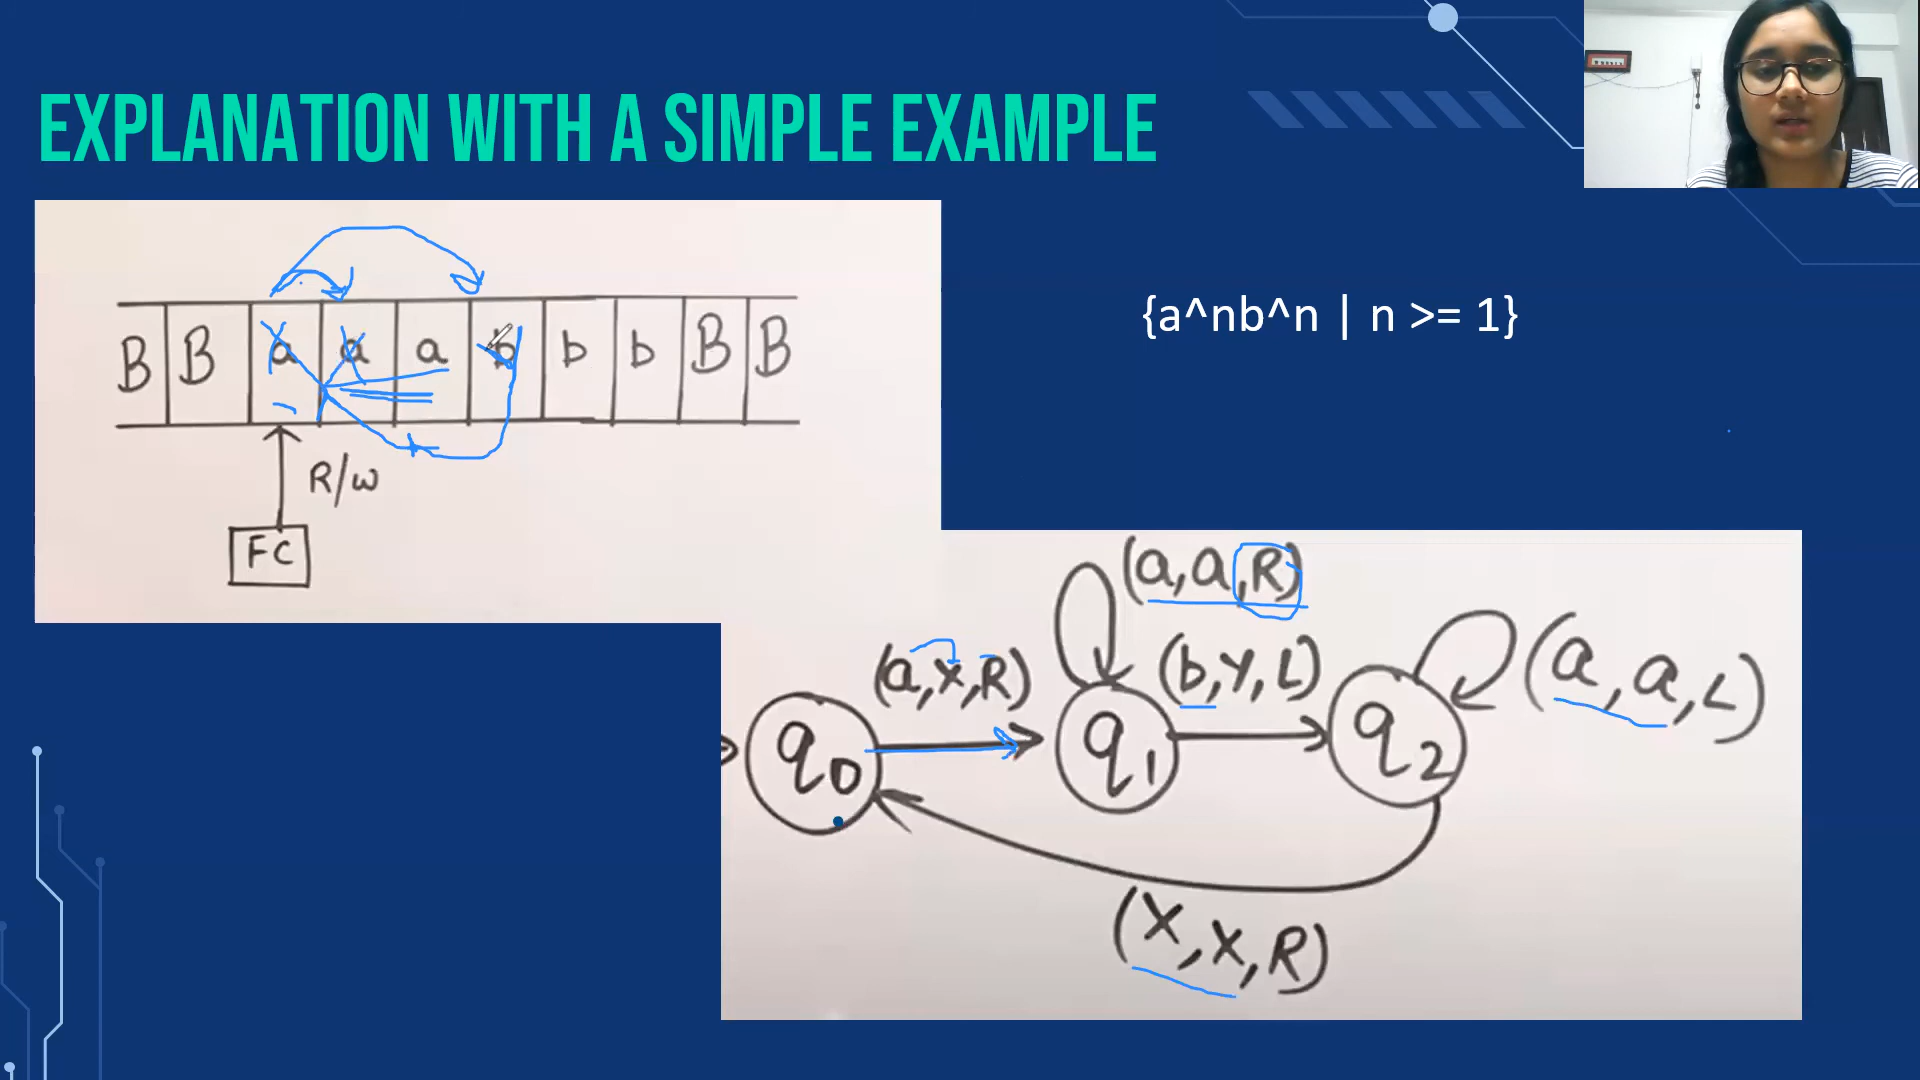 EXPLANATION WITH A SIMPLE EXAMPLE
{a^nb^n | n >= 1}
B B a a a b b b B B
R/W
FC
(a,a,R)
(a,X,R)
(b,Y,L)
(a,a,L)
q0
q1
q2
(X,X,R)